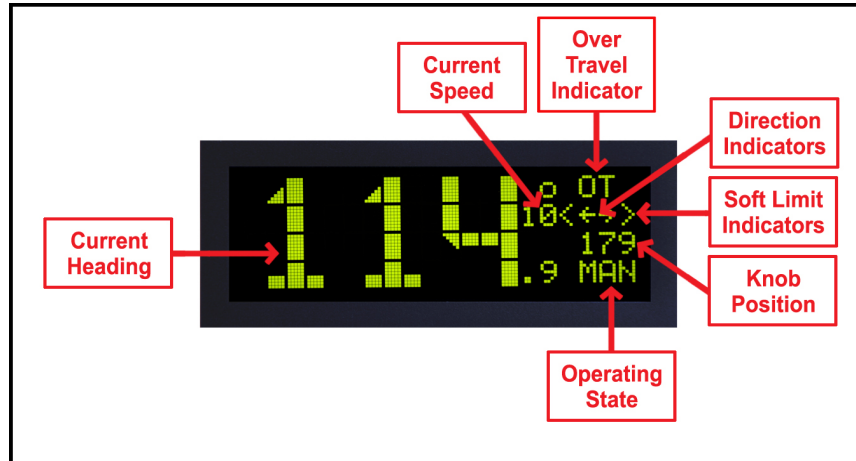 Over
Travel
Indicator
Current
Speed
Direction
Indicators
Soft Limit
Indicators
Current
Heading
Knob
Position
Operating
State
114.9
o OT
10<←→>
179
MAN